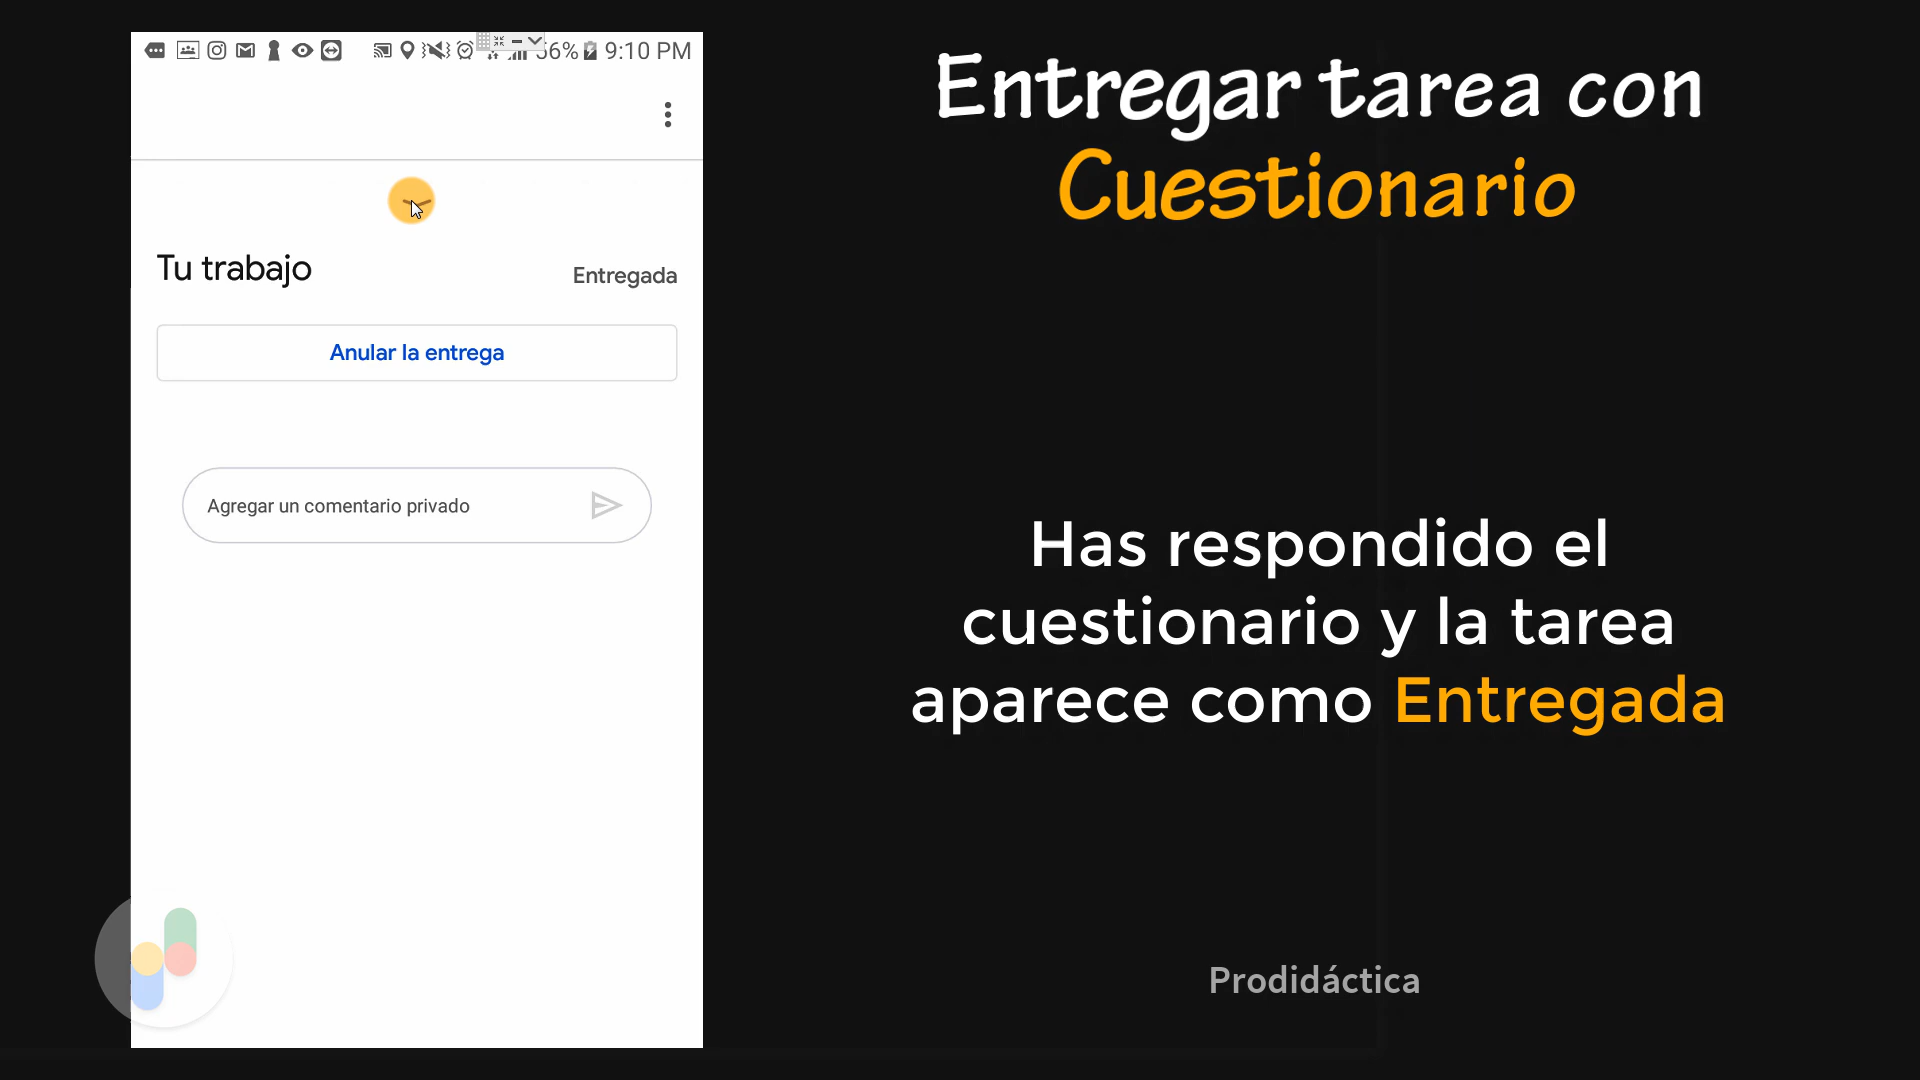 56% 9:10 PM
Entregar tarea con
Cuestionario
Tu trabajo
Entregada
Anular la entrega
Agregar un comentario privado
Has respondido el
cuestionario y la tarea
aparece como Entregada
Prodidáctica